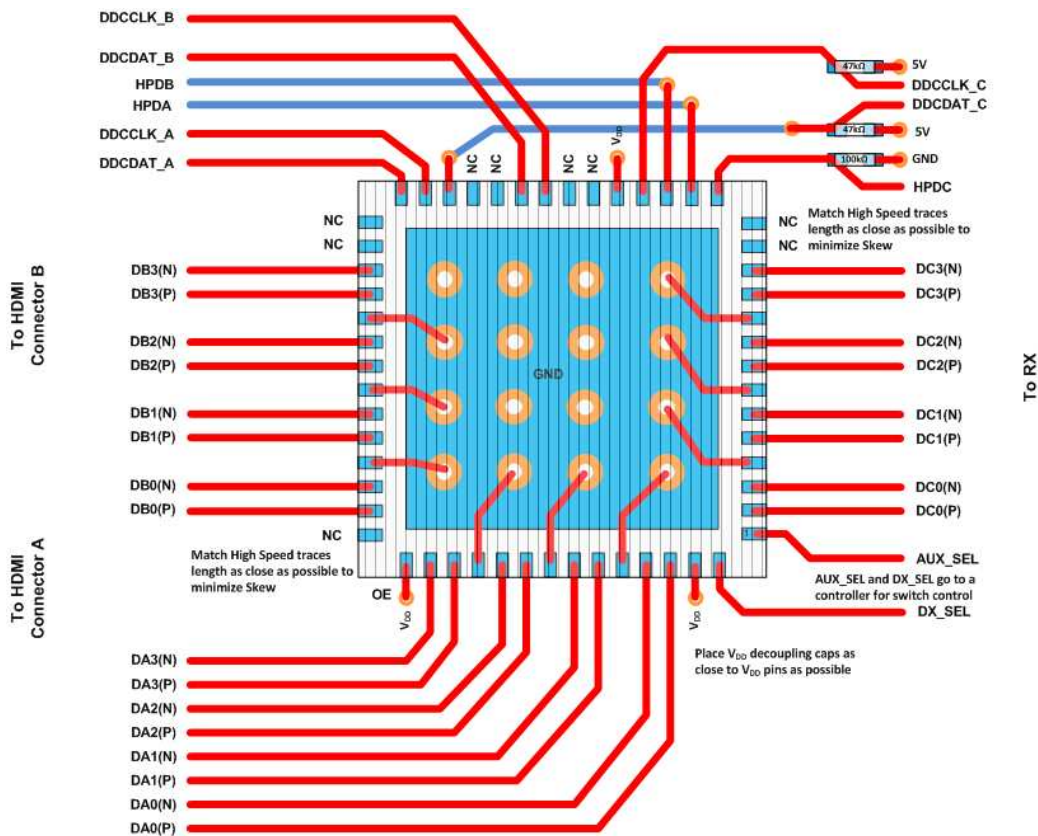 DDCCLK_B
DDCDAT_B
HPDB
HPDA
DDCCLK_A
DDCDAT_A
NC
NC
NC
NC
VDD
47kΩ
5V
DDCCLK_C
DDCDAT_C
47kΩ
5V
100kΩ
GND
HPDC
NC
NC
NC
NC
Match High Speed traces
length as close as possible to
minimize Skew
To HDMI
Connector B
DB3(N)
DB3(P)
DB2(N)
DB2(P)
DB1(N)
DB1(P)
DB0(N)
DB0(P)
NC
GND
DC3(N)
DC3(P)
DC2(N)
DC2(P)
DC1(N)
DC1(P)
DC0(N)
DC0(P)
1
To RX
AUX_SEL
AUX_SEL and DX_SEL go to a
controller for switch control
DX_SEL
To HDMI
Connector A
Match High Speed traces
length as close as possible to
minimize Skew
OE
VDD
VDD
Place VDD decoupling caps as
close to VDD pins as possible
DA3(N)
DA3(P)
DA2(N)
DA2(P)
DA1(N)
DA1(P)
DA0(N)
DA0(P)